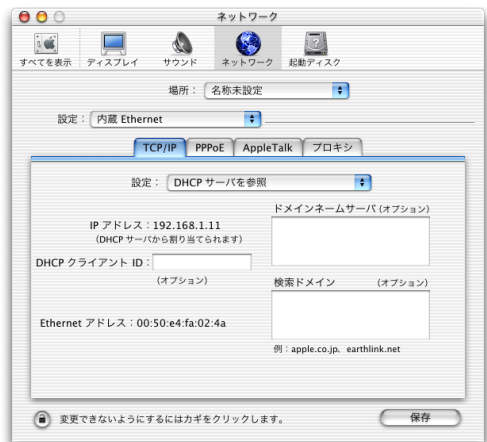 ネットワーク
すべてを表示 ディスプレイ サウンド ネットワーク 起動ディスク
場所： 名称未設定
設定： 内蔵 Ethernet
TCP/IP PPPoE AppleTalk プロキシ
設定： DHCP サーバを参照
ドメインネームサーバ (オプション)
IP アドレス：192.168.1.11
(DHCP サーバから割り当てられます)
DHCP クライアント ID：
(オプション)
検索ドメイン (オプション)
Ethernet アドレス：00:50:e4:fa:02:4a
例：apple.co.jp、earthlink.net
変更できないようにするにはカギをクリックします。
保存